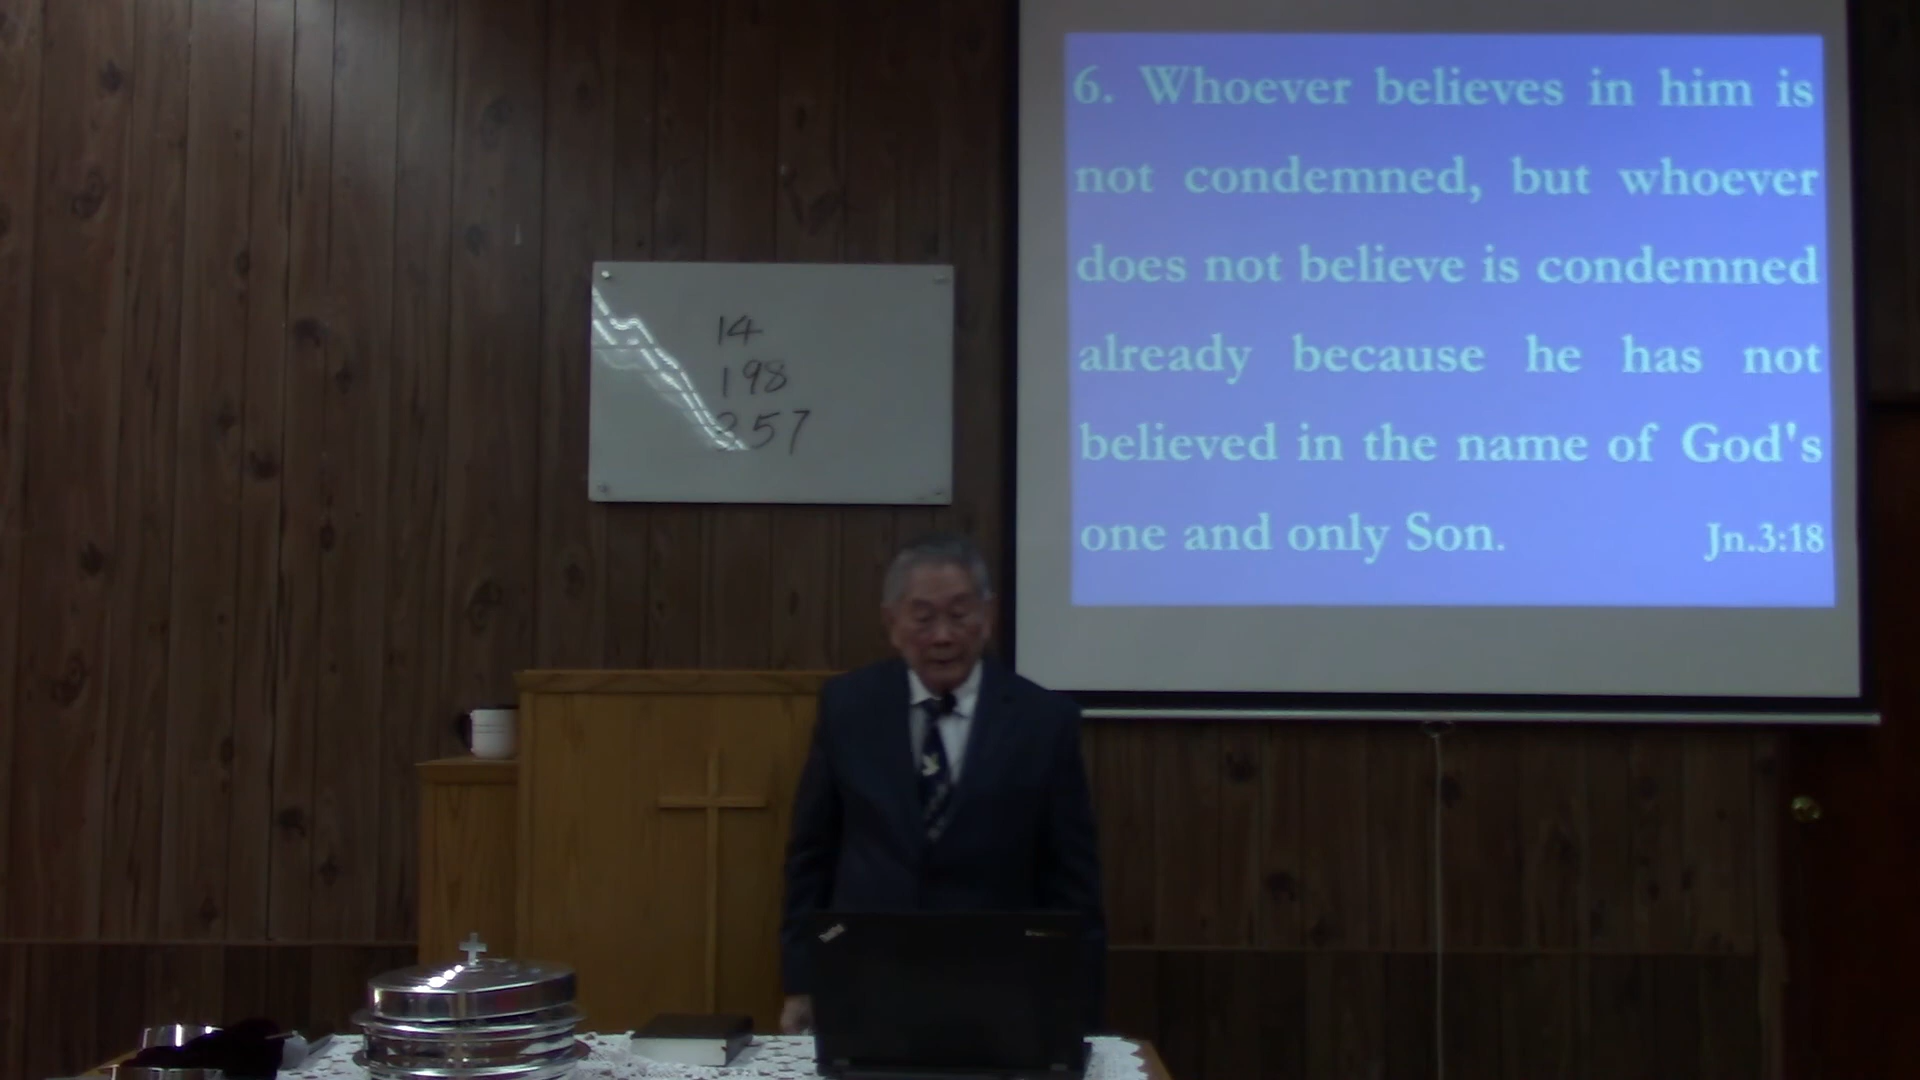 14
198
357
6. Whoever believes in him is
not condemned, but whoever
does not believe is condemned
already because he has not
believed in the name of God's
one and only Son. Jn.3:18